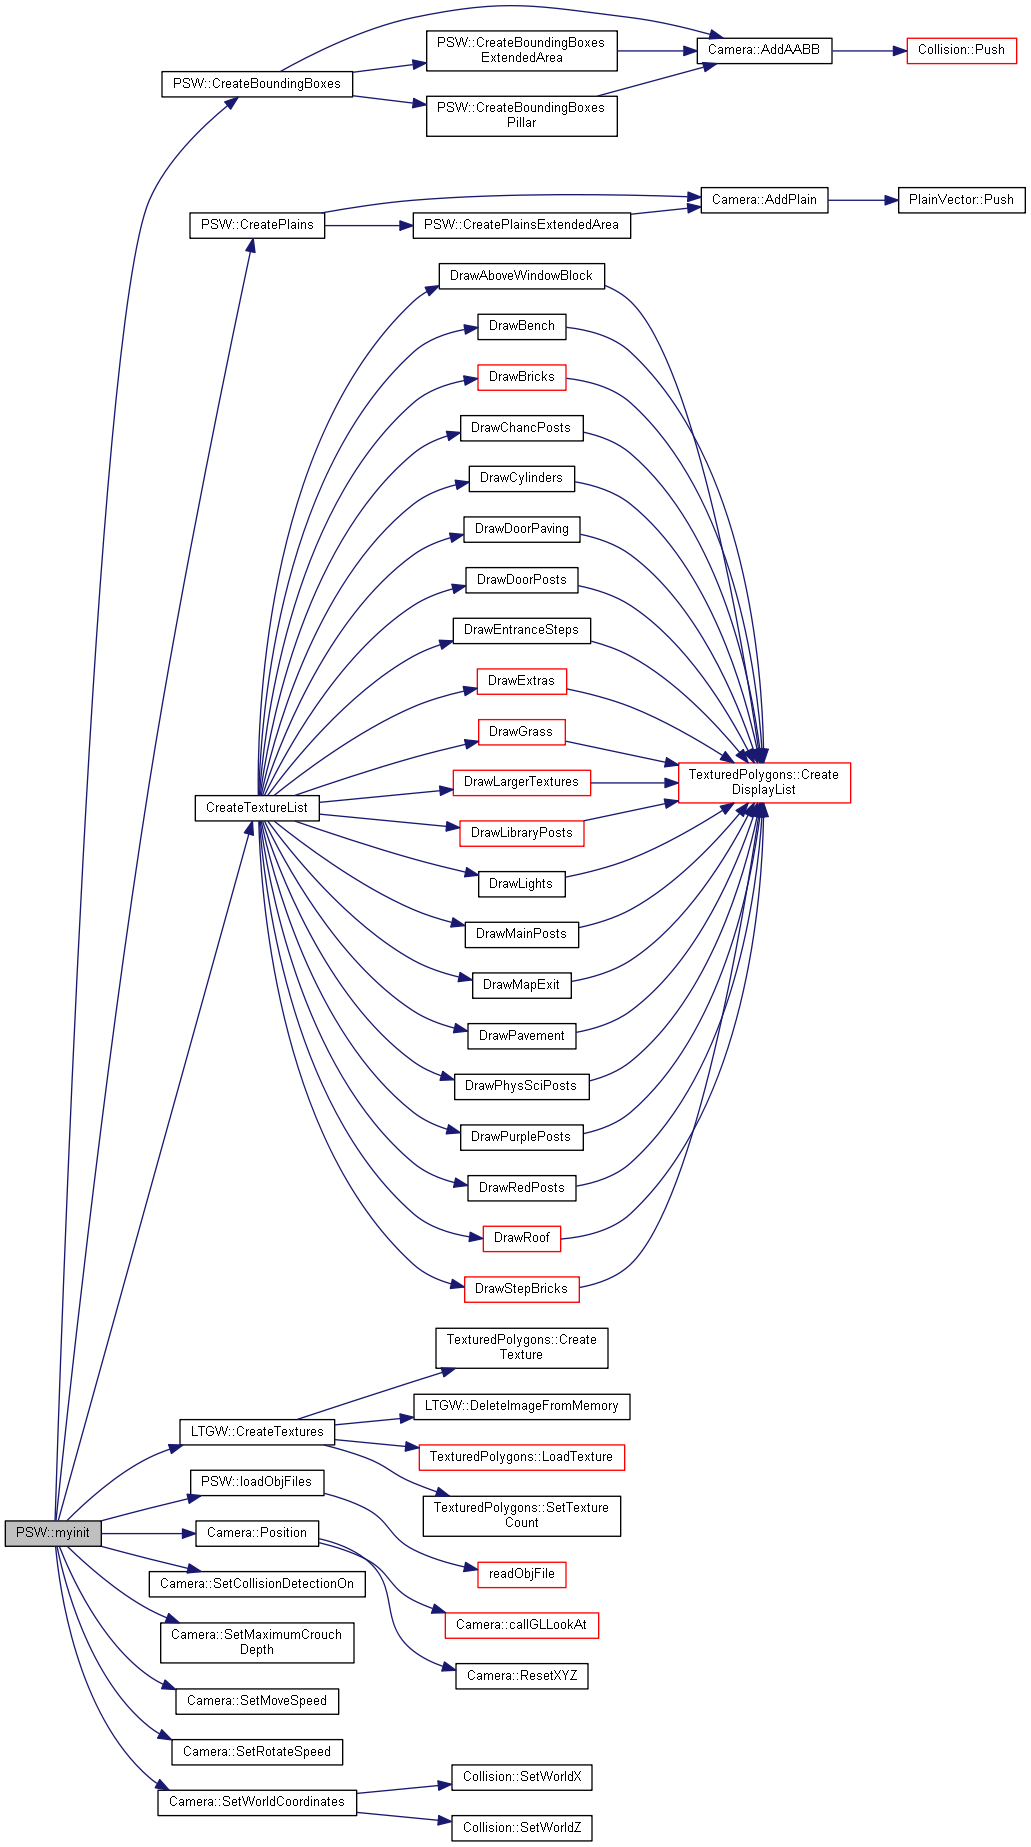 PSW::CreateBoundingBoxes
ExtendedArea
Camera::AddAABB
Collision::Push
PSW::CreateBoundingBoxes
PSW::CreateBoundingBoxes
Pillar
Camera::AddPlain
PlainVector::Push
PSW::CreatePlains
PSW::CreatePlainsExtendedArea
DrawAboveWindowBlock
DrawBench
DrawBricks
DrawChancPosts
DrawCylinders
DrawDoorPaving
DrawDoorPosts
DrawEntranceSteps
DrawExtras
DrawGrass
TexturedPolygons::Create
DisplayList
DrawLargerTextures
CreateTextureList
DrawLibraryPosts
DrawLights
DrawMainPosts
DrawMapExit
DrawPavement
DrawPhysSciPosts
DrawPurplePosts
DrawRedPosts
DrawRoof
DrawStepBricks
TexturedPolygons::Create
Texture
LTGW::DeleteImageFromMemory
LTGW::CreateTextures
TexturedPolygons::LoadTexture
PSW::loadObjFiles
TexturedPolygons::SetTexture
Count
PSW::myinit
Camera::Position
readObjFile
Camera::SetCollisionDetectionOn
Camera::callGLLookAt
Camera::SetMaximumCrouch
Depth
Camera::ResetXYZ
Camera::SetMoveSpeed
Camera::SetRotateSpeed
Collision::SetWorldX
Camera::SetWorldCoordinates
Collision::SetWorldZ